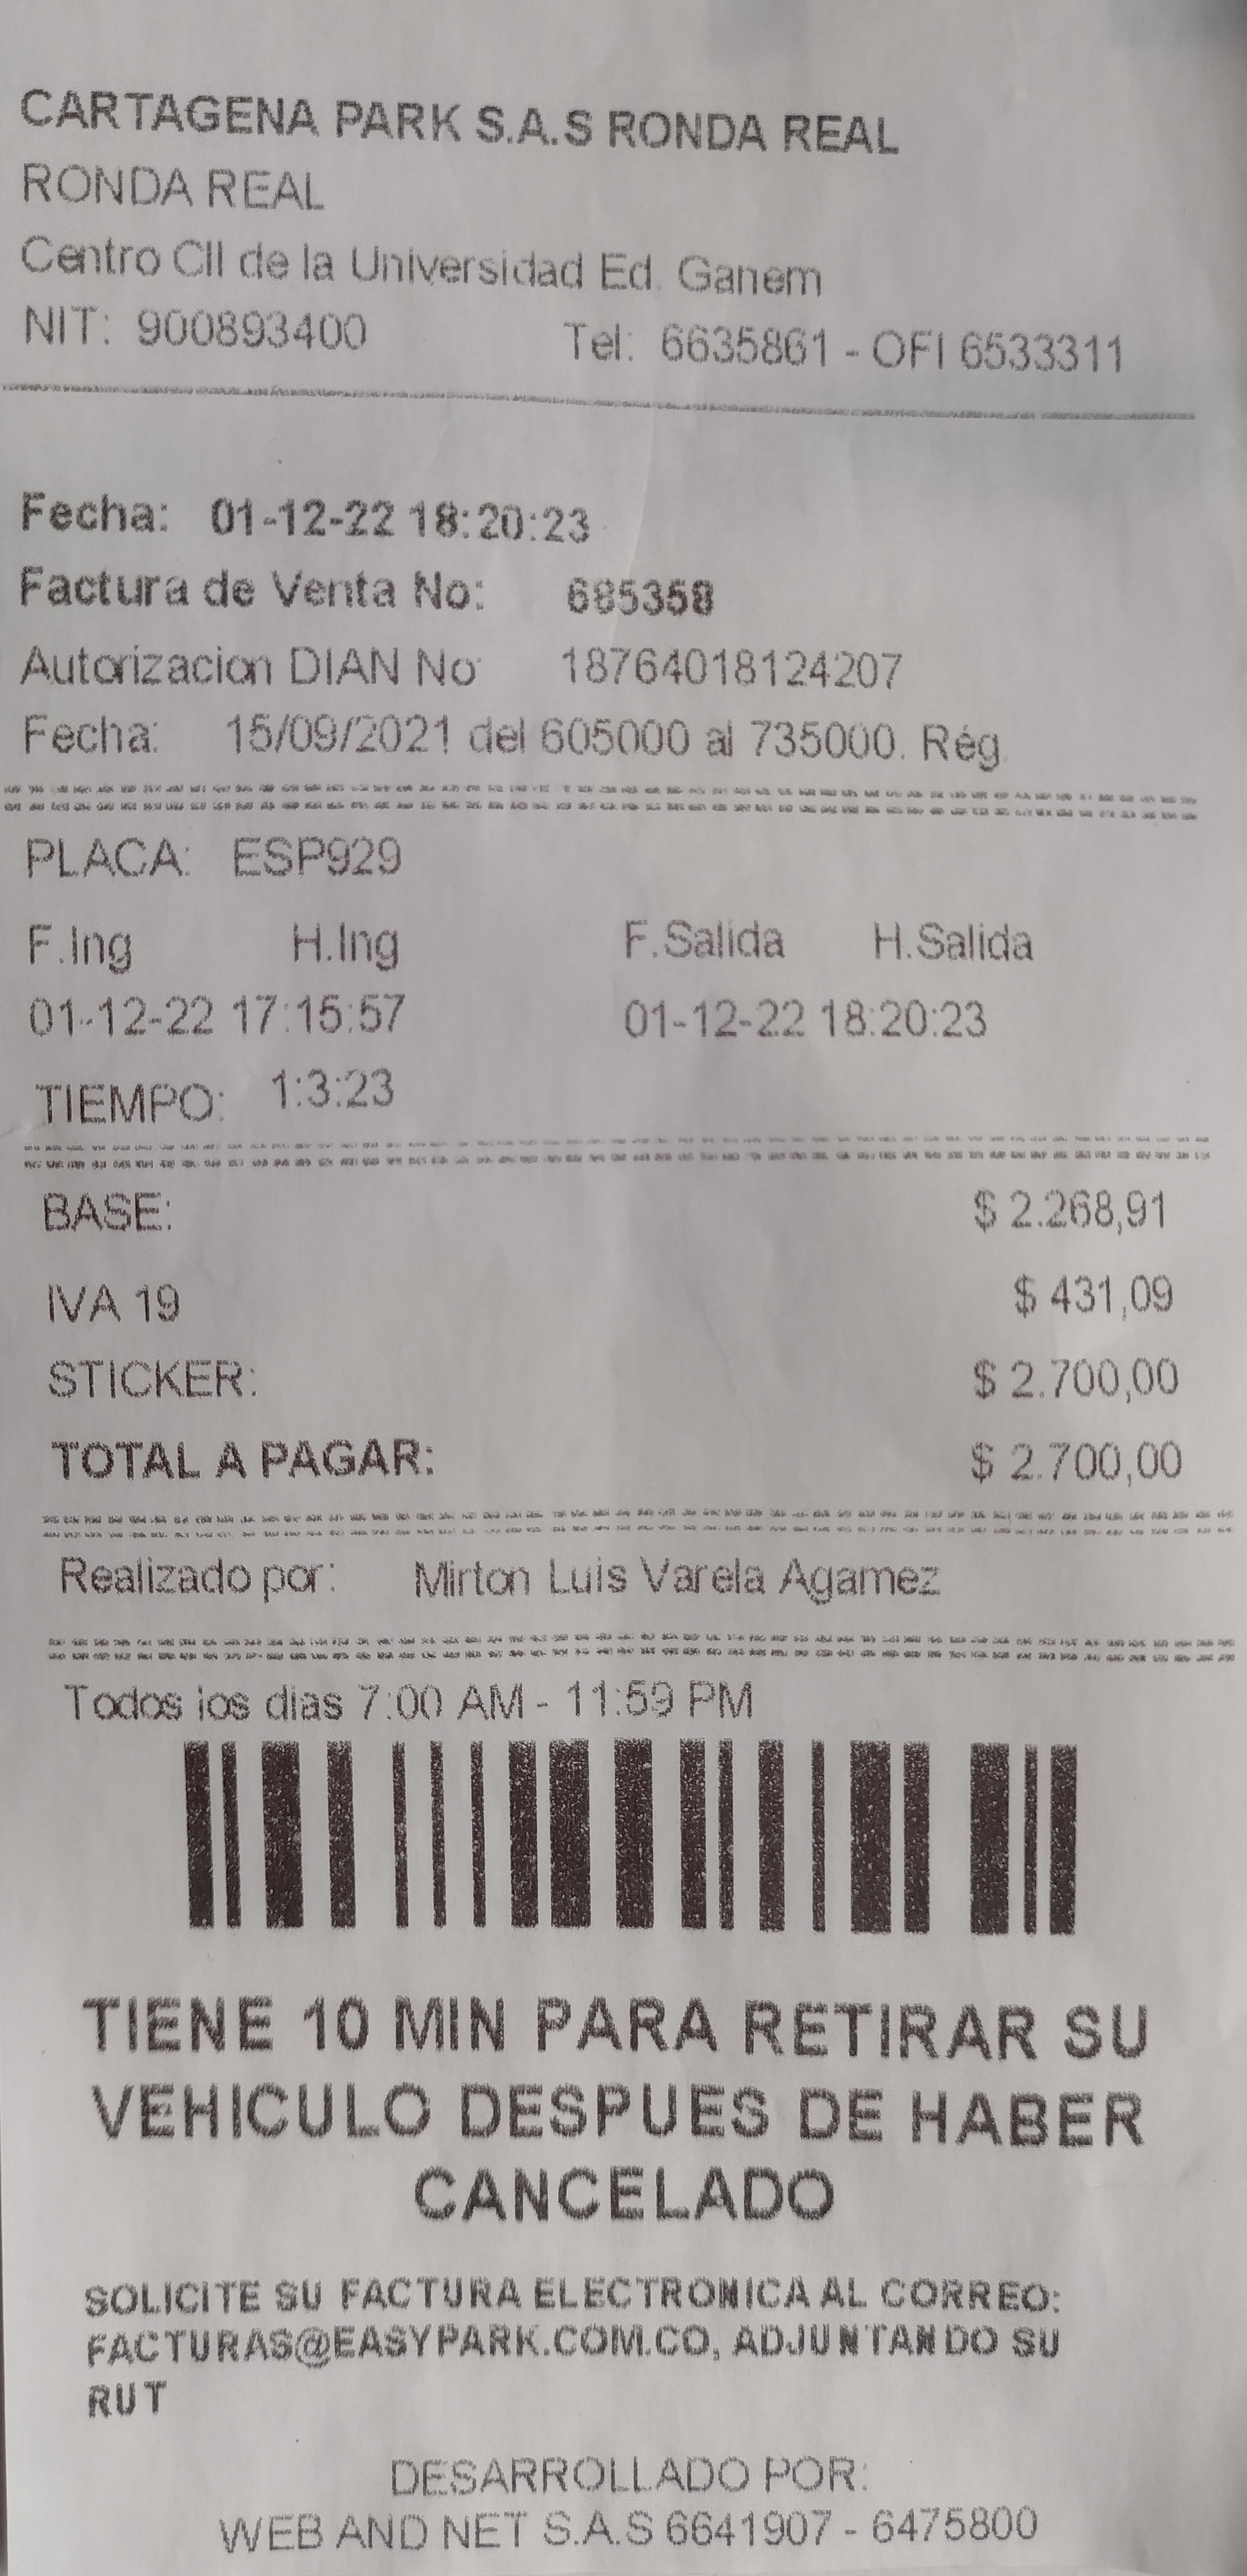 CARTAGENA PARK S.A.S RONDA REAL
RONDA REAL
Centro Cll de la Universidad Ed. Ganem
NIT: 900893400 Tel: 6635861 - OFI 6533311
Fecha: 01-12-22 18:20:23
Factura de Venta No: 685358
Autorizacion DIAN No 18764018124207
Fecha: 15/09/2021 del 605000 al 735000. Rég
PLACA: ESP929
F.Ing H.Ing F.Salida H.Salida
01-12-22 17:15:57 01-12-22 18:20:23
TIEMPO: 1:3:23
BASE: $ 2.268,91
IVA 19 $ 431,09
STICKER: $ 2.700,00
TOTAL A PAGAR: $ 2.700,00
Realizado por: Mirton Luis Varela Agamez
Todos los dias 7:00 AM - 11:59 PM
TIENE 10 MIN PARA RETIRAR SU
VEHICULO DESPUES DE HABER
CANCELADO
SOLICITE SU FACTURA ELECTRONICA AL CORREO:
FACTURAS@EASYPARK.COM.CO, ADJUNTANDO SU
RUT
DESARROLLADO POR:
WEB AND NET S.A.S 6641907 - 6475800